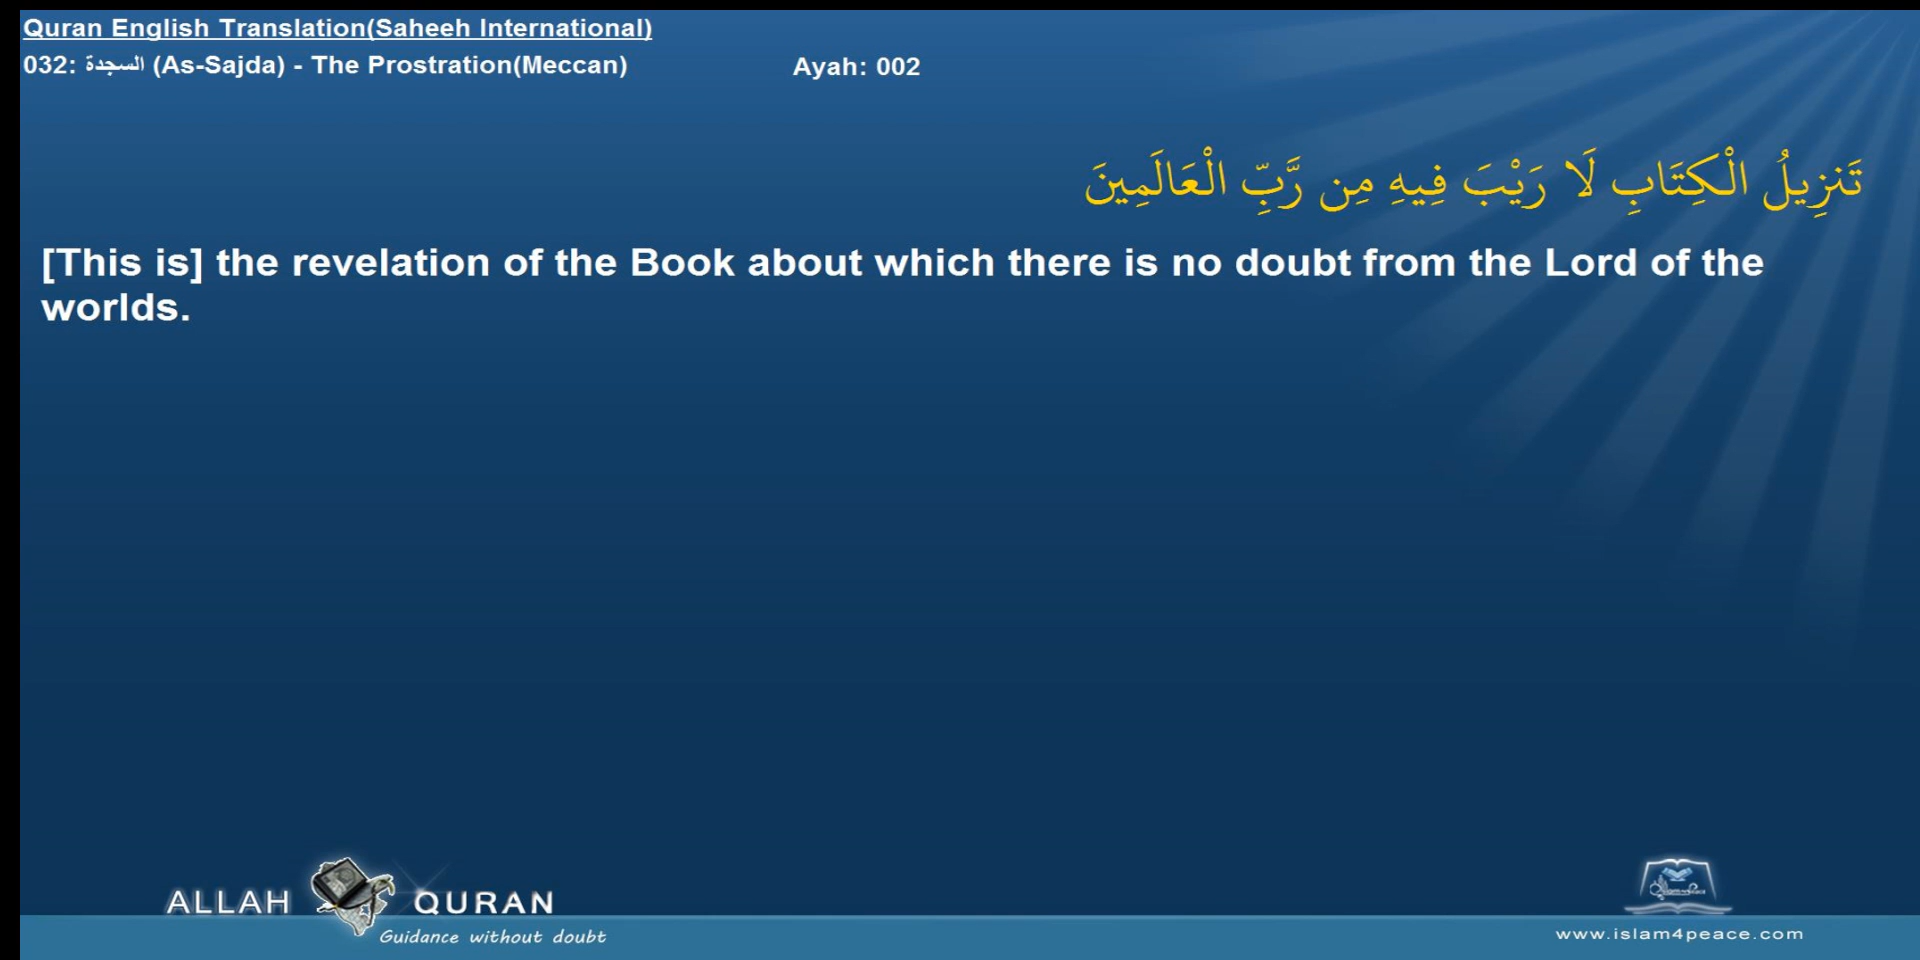 Quran English Translation(Saheeh International)
032: السجدة (As-Sajda) - The Prostration(Meccan) Ayah: 002
تَنزِيلُ الْكِتَابِ لَا رَيْبَ فِيهِ مِن رَّبِّ الْعَالَمِينَ
[This is] the revelation of the Book about which there is no doubt from the Lord of the
worlds.
ALLAH QURAN
Guidance without doubt
www.islam4peace.com